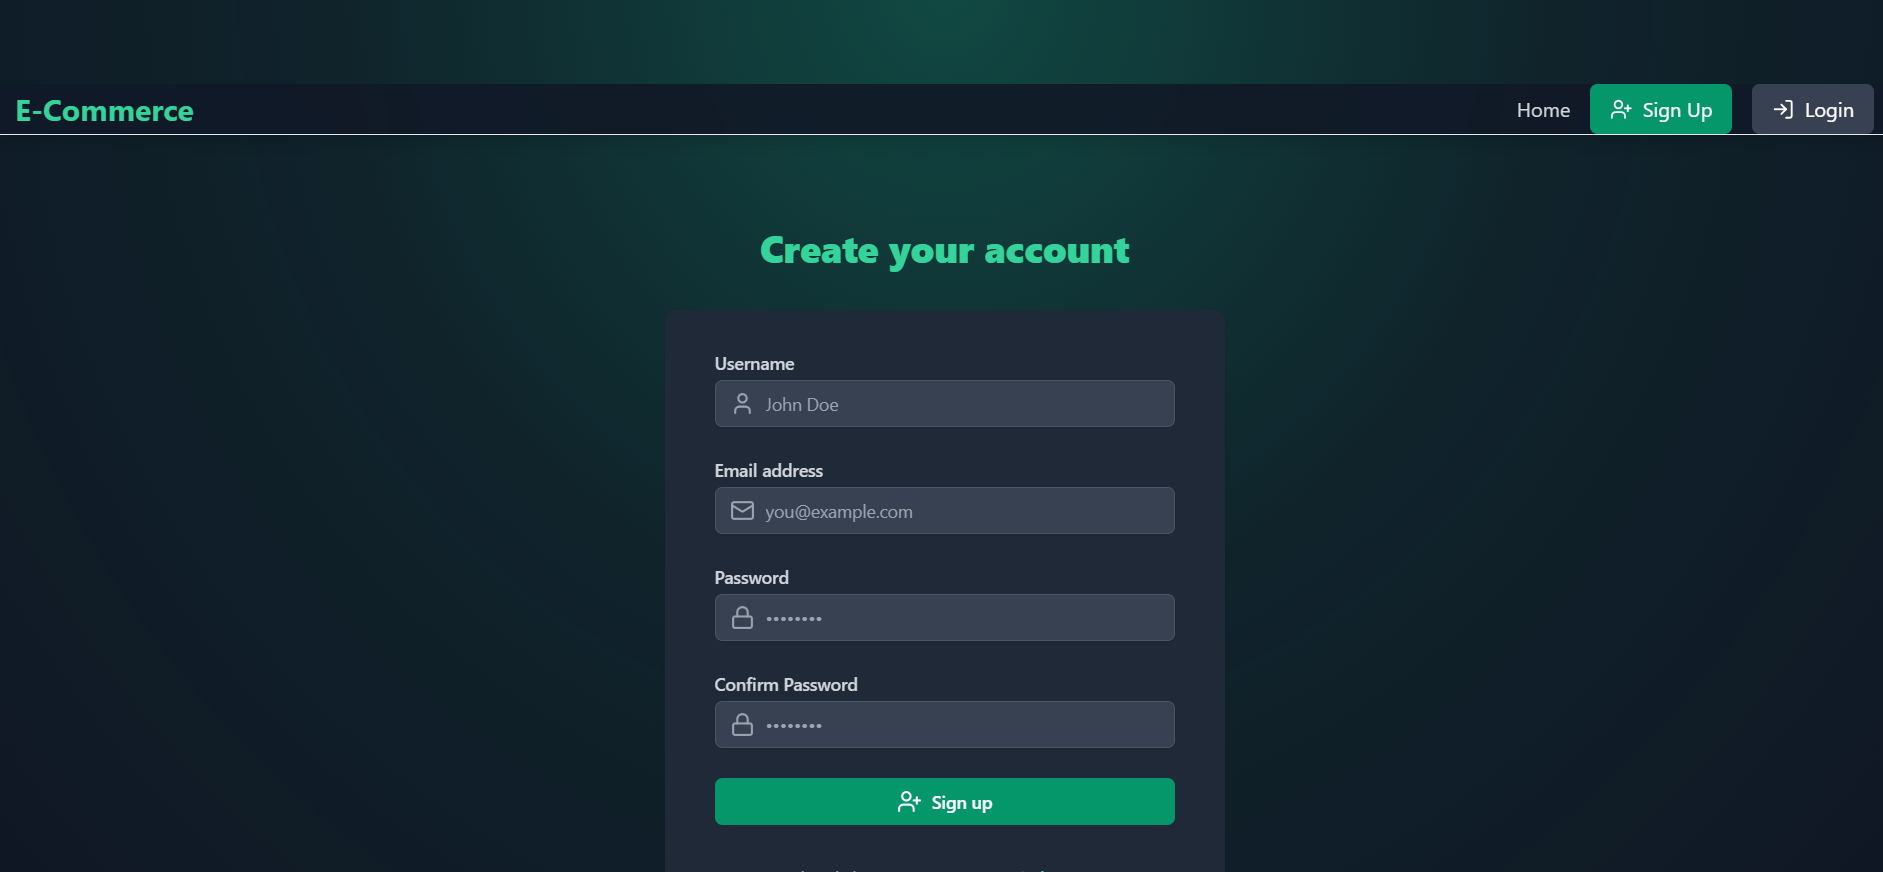 E-Commerce
Home
Sign Up
Login
Create your account
Username
John Doe
Email address
you@example.com
Password
••••••••
Confirm Password
••••••••
Sign up